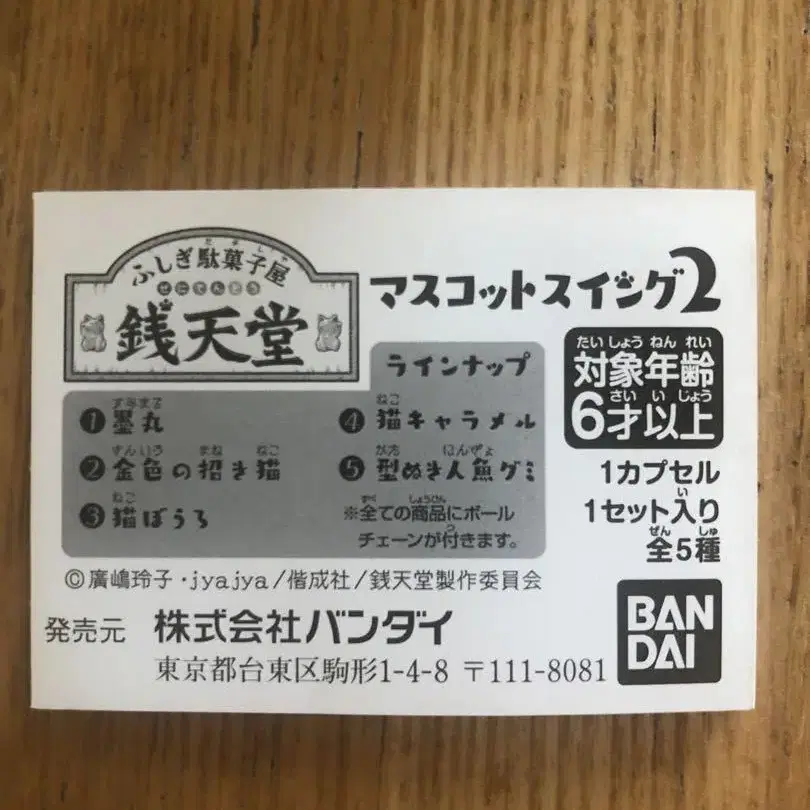 ふしぎ駄菓子屋
だがしや
ぜにてんどう
銭天堂
マスコットスイング2
ラインナップ
❶墨丸
すみまる
❷金色の招き猫
まね ねこ
❸猫ぼうろ
ねこ
❹猫キャラメル
ねこ
❺型ぬき人魚グミ
にんぎょ
※全ての商品にボール
すべ しょうひん
チェーンが付きます。
つ
たいしょうねんれい
対象年齢
さい い じょう
6才以上
1カプセル
1セット入り
い
ぜん しゅ
全5種
©廣嶋玲子・jyajya/偕成社/銭天堂製作委員会
発売元 株式会社バンダイ
東京都台東区駒形1-4-8 〒111-8081
BAN
DAI